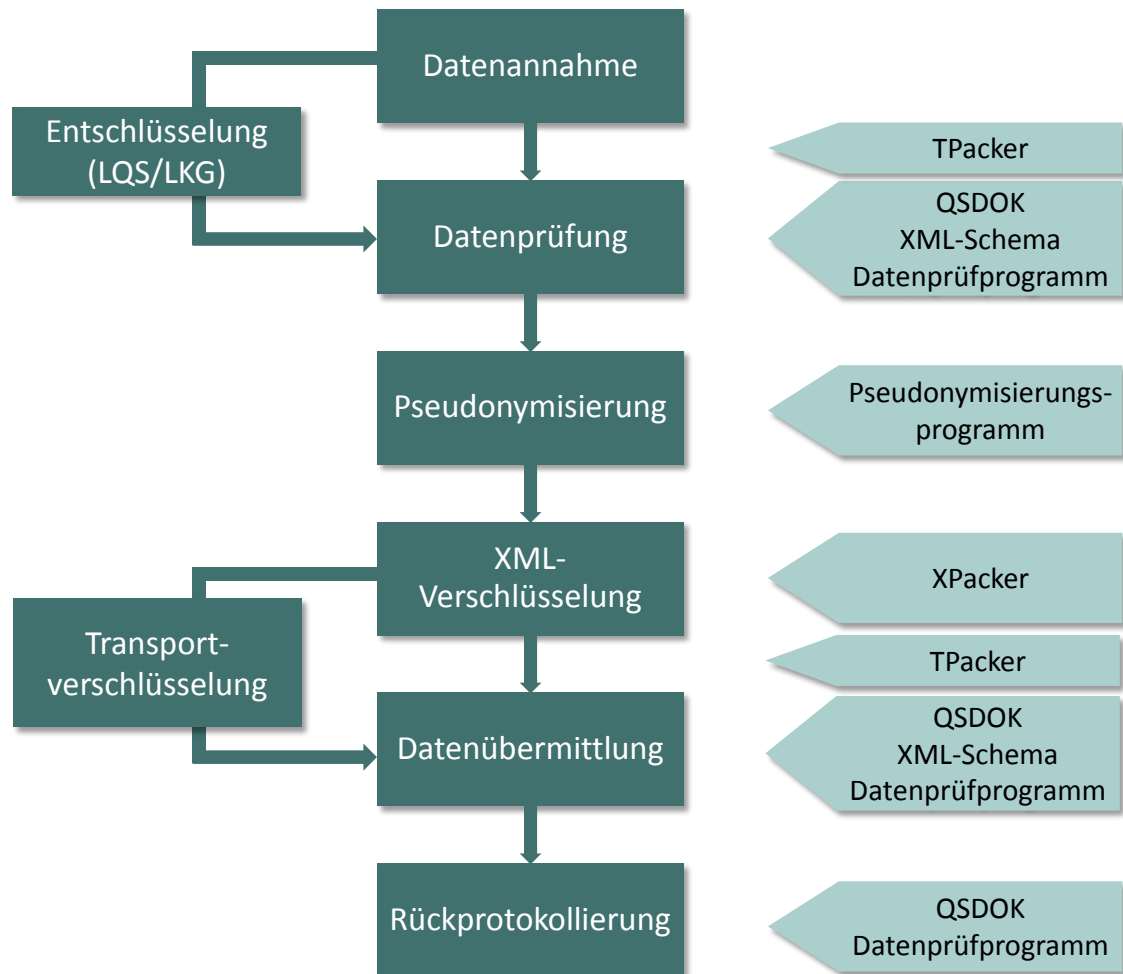 Datenannahme
Entschlüsselung
(LQS/LKG)
TPacker
Datenprüfung
QSDOK
XML-Schema
Datenprüfprogramm
Pseudonymisierung
Pseudonymisierungs-
programm
XML-
Verschlüsselung
XPacker
Transport-
verschlüsselung
TPacker
Datenübermittlung
QSDOK
XML-Schema
Datenprüfprogramm
Rückprotokollierung
QSDOK
Datenprüfprogramm